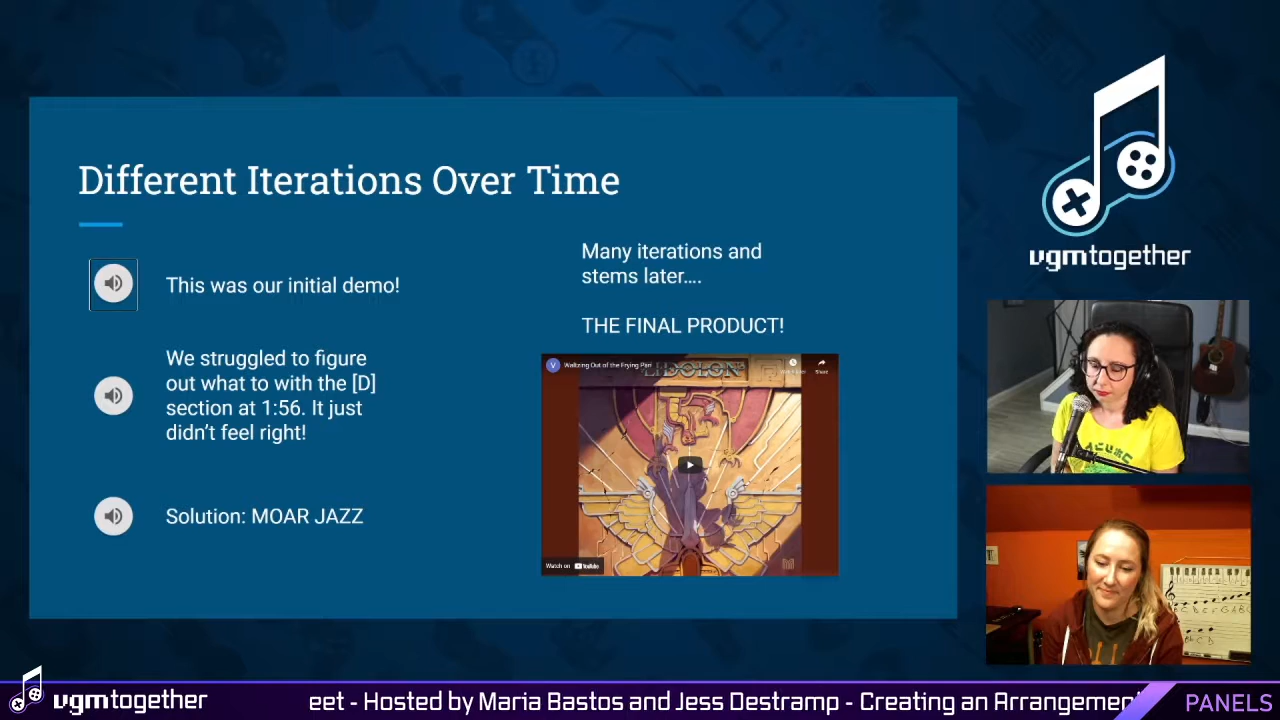 Different Iterations Over Time
This was our initial demo!
We struggled to figure
out what to with the [D]
section at 1:56. It just
didn't feel right!
Solution: MOAR JAZZ
Many iterations and
stems later....
THE FINAL PRODUCT!
V Waltzing Out of the Frying Pan
Share
Watch on YouTube
vgmtogether
vgmtogether
eet - Hosted by Maria Bastos and Jess Destramp - Creating an Arrangement
PANELS